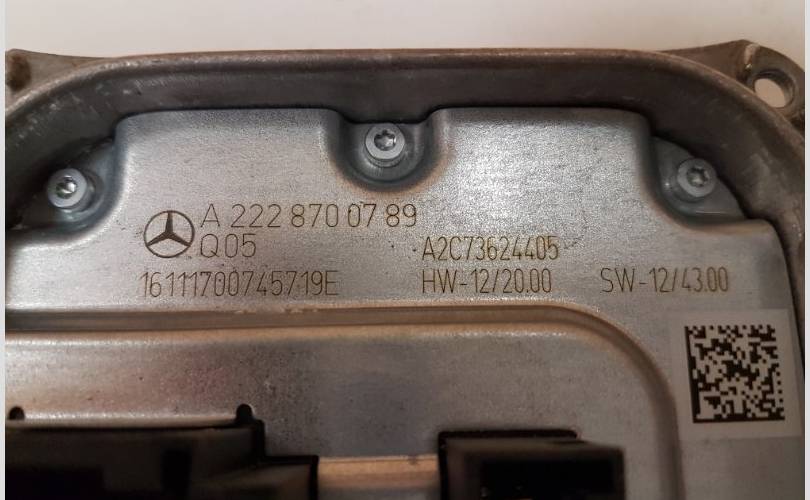 A 222 870 07 89
Q05
A2C73624405
16111700745719E
HW-12/20.00
SW-12/43.00